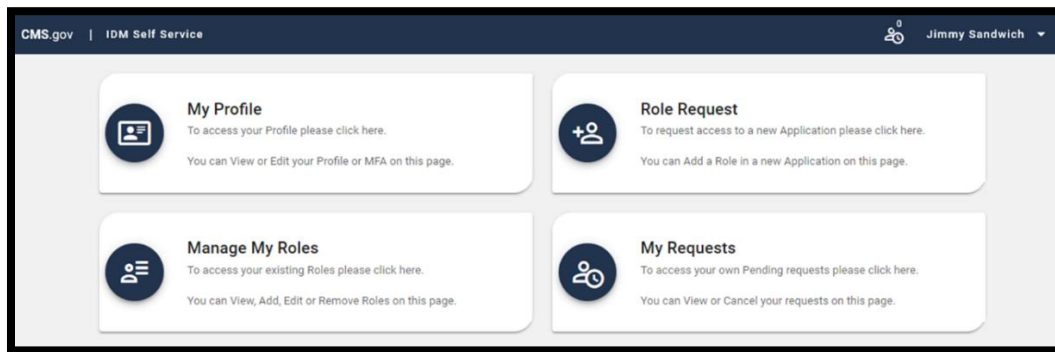 CMS.gov | IDM Self Service
0
Jimmy Sandwich
My Profile
To access your Profile please click here.
You can View or Edit your Profile or MFA on this page.
Role Request
To request access to a new Application please click here.
You can Add a Role in a new Application on this page.
Manage My Roles
To access your existing Roles please click here.
You can View, Add, Edit or Remove Roles on this page.
My Requests
To access your own Pending requests please click here.
You can View or Cancel your requests on this page.